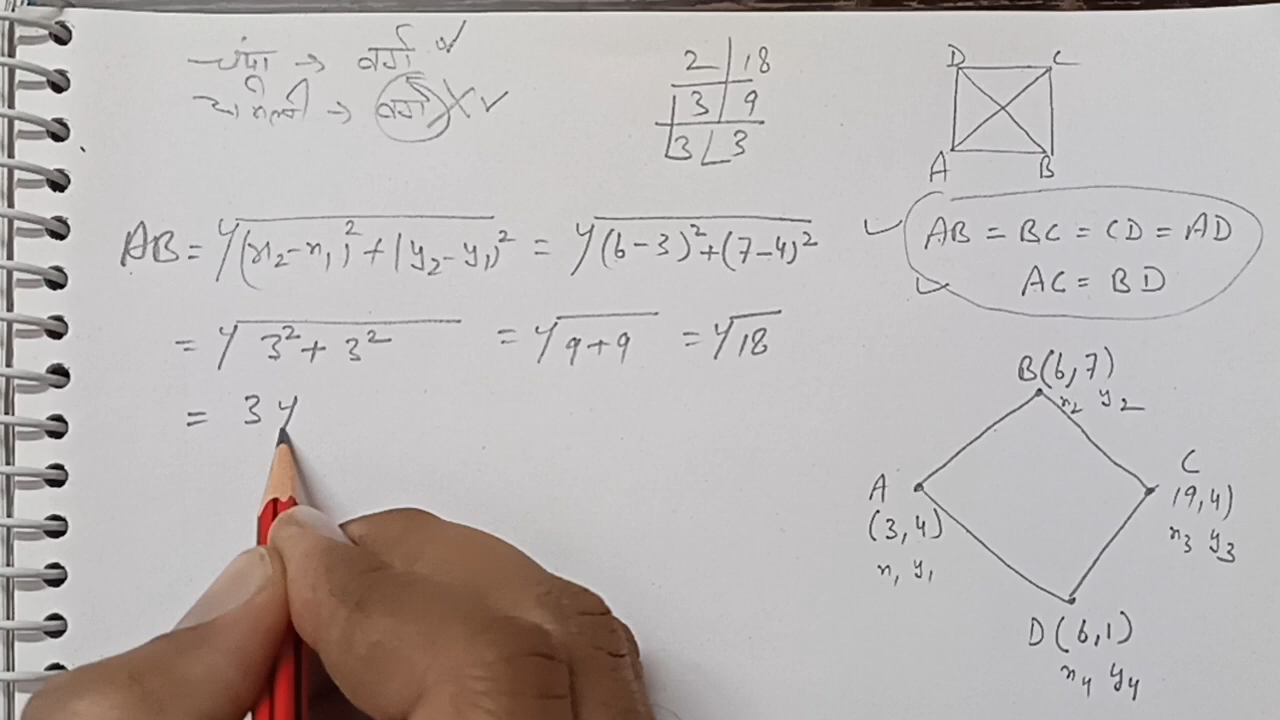 चंपा → वर्ग ✓
चमेली → वर्ग ✗ ✓
2 | 18
3 | 9
3 | 3
D C
A B
AB = √(x₂-x₁)² + (y₂-y₁)² = √(6-3)²+(7-4)²
AB = BC = CD = AD
AC = BD
= √3²+3² = √9+9 = √18
= 3√
B(6,7)
x₂ y₂
A
(3,4)
x₁ y₁
C
(9,4)
x₃ y₃
D(6,1)
x₄ y₄